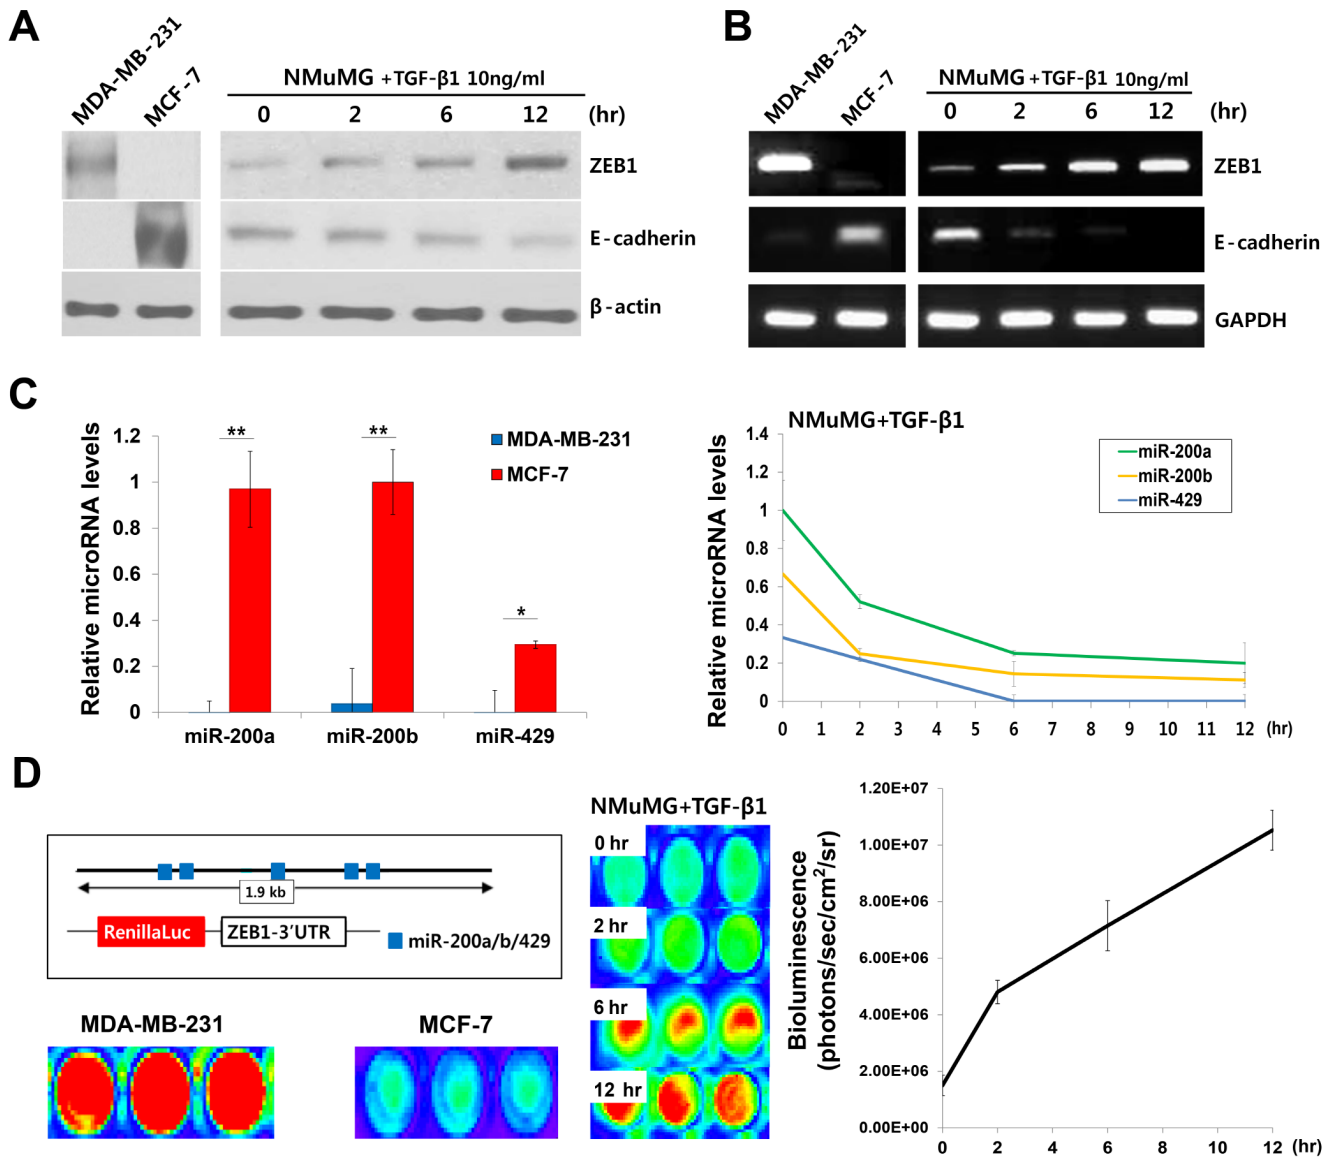 A
MDA-MB-231
MCF-7
NMuMG +TGF-β1 10ng/ml
0 2 6 12 (hr)
ZEB1
E-cadherin
β-actin
B
MDA-MB-231
MCF-7
NMuMG +TGF-β1 10ng/ml
0 2 6 12 (hr)
ZEB1
E-cadherin
GAPDH
C
Relative microRNA levels
1.2
1
0.8
0.6
0.4
0.2
0
** ** *
MDA-MB-231
MCF-7
miR-200a miR-200b miR-429
NMuMG+TGF-β1
Relative microRNA levels
1.4
1.2
1
0.8
0.6
0.4
0.2
0
miR-200a
miR-200b
miR-429
0 1 2 3 4 5 6 7 8 9 10 11 12 (hr)
D
1.9 kb
RenillaLuc ZEB1-3'UTR miR-200a/b/429
MDA-MB-231 MCF-7
NMuMG+TGF-β1
0 hr
2 hr
6 hr
12 hr
Bioluminescence
(photons/sec/cm²/sr)
1.20E+07
1.00E+07
8.00E+06
6.00E+06
4.00E+06
2.00E+06
0.00E+00
0 2 4 6 8 10 12 (hr)